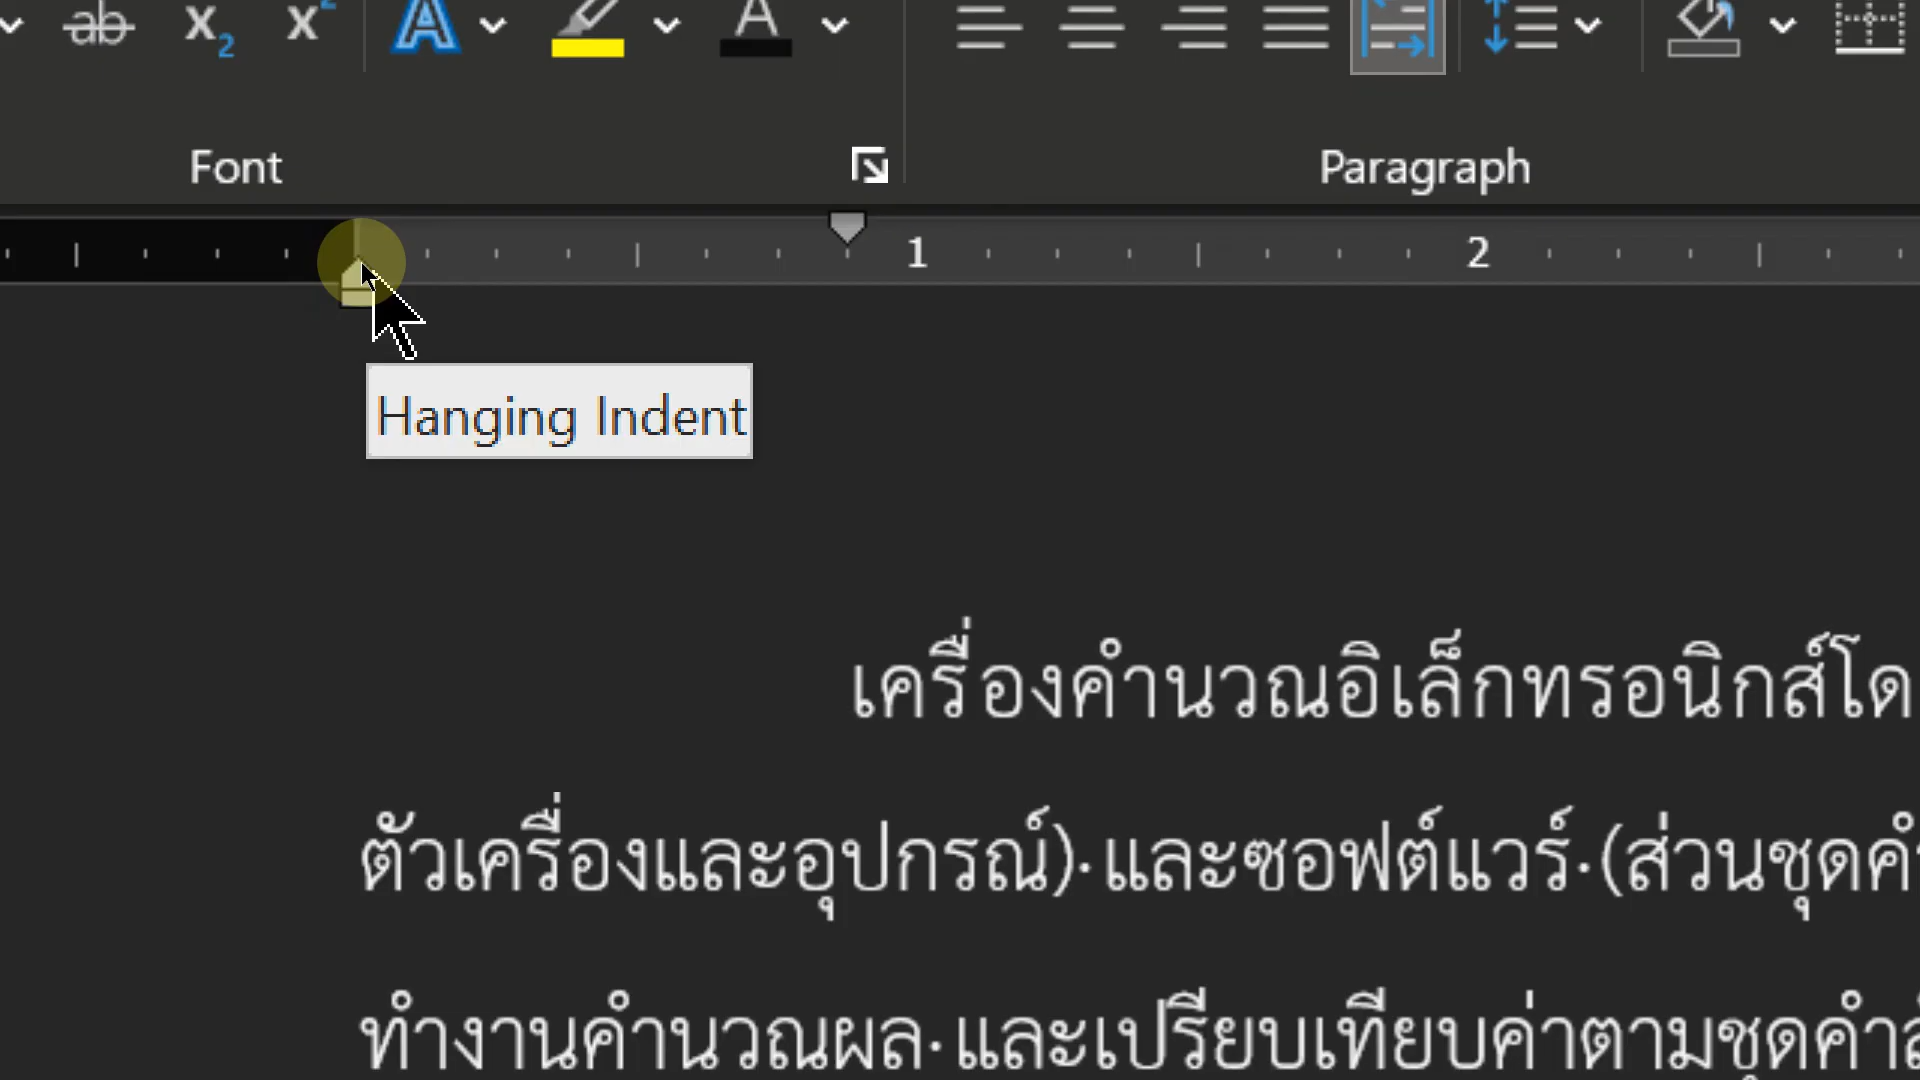 ab X₂ X² A A
Font Paragraph
1 2
Hanging Indent
เครื่องคำนวณอิเล็กทรอนิกส์โด
ตัวเครื่องและอุปกรณ์)·และซอฟต์แวร์·(ส่วนชุดคำ
ทำงานคำนวณผล·และเปรียบเทียบค่าตามชุดคำส